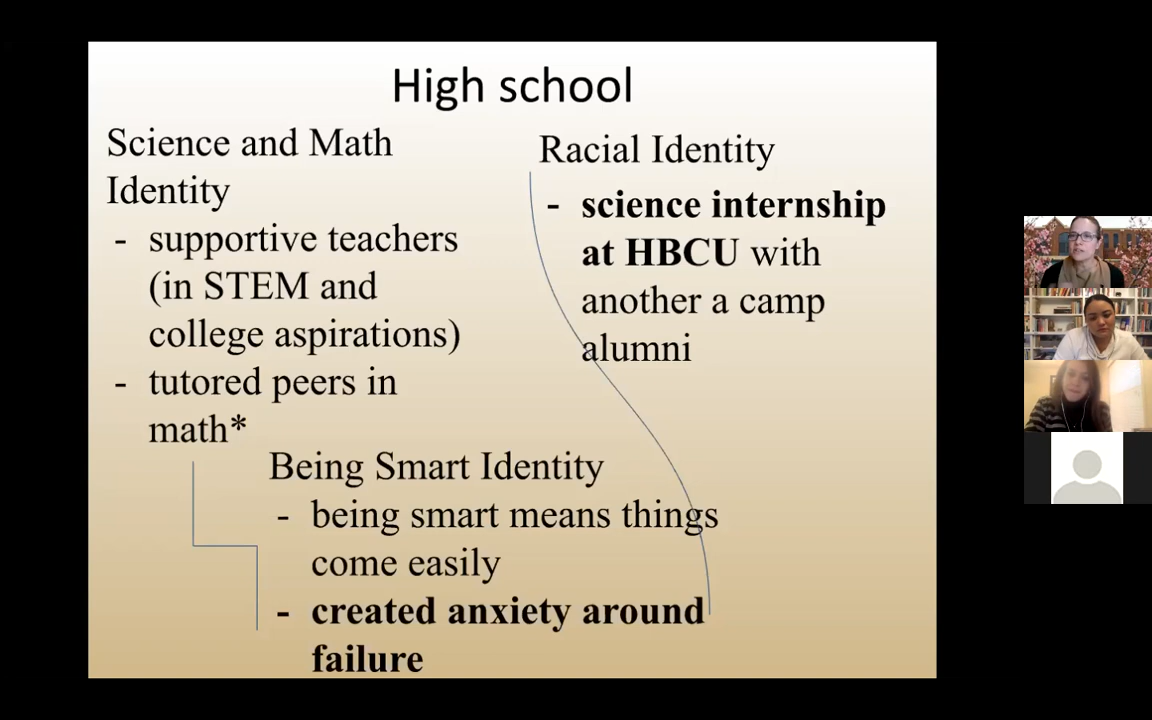 High school
Science and Math
Identity
- supportive teachers
(in STEM and
college aspirations)
- tutored peers in
math*
Racial Identity
- science internship
at HBCU with
another a camp
alumni
Being Smart Identity
- being smart means things
come easily
- created anxiety around
failure